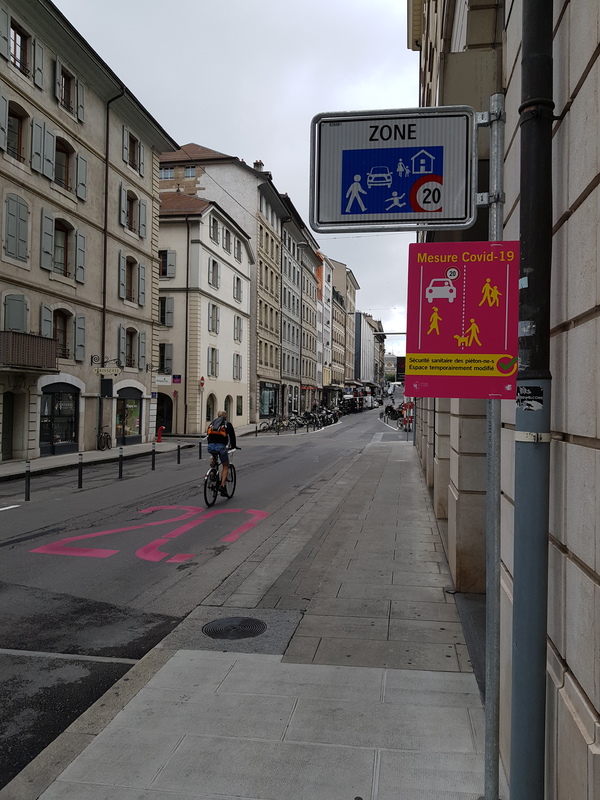 ZONE
20
Mesure Covid-19
20
Sécurité sanitaire des piéton-ne-s
Espace temporairement modifié
20